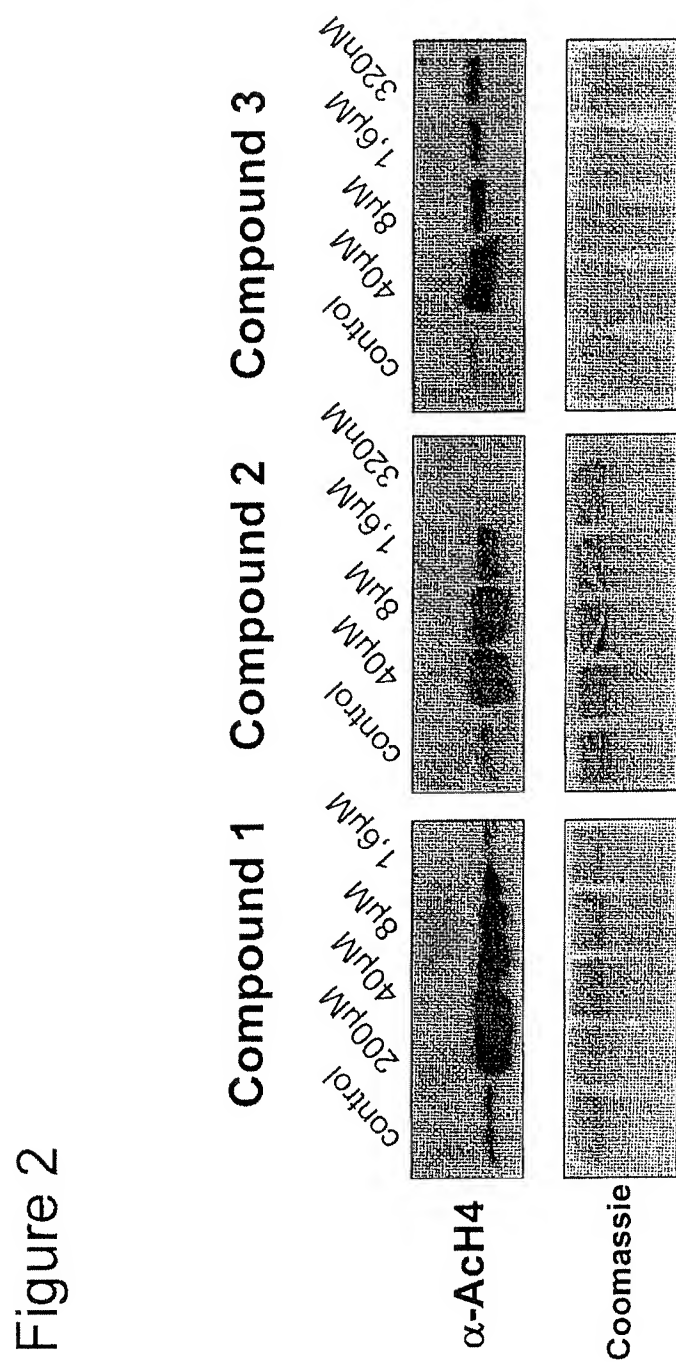 Figure 2
Compound 1 Compound 2 Compound 3
control 200µM 40µM 8µM 1,6µM control 40µM 8µM 1,6µM 320nM control 40µM 8µM 1,6µM 320nM
α-AcH4
Coomassie